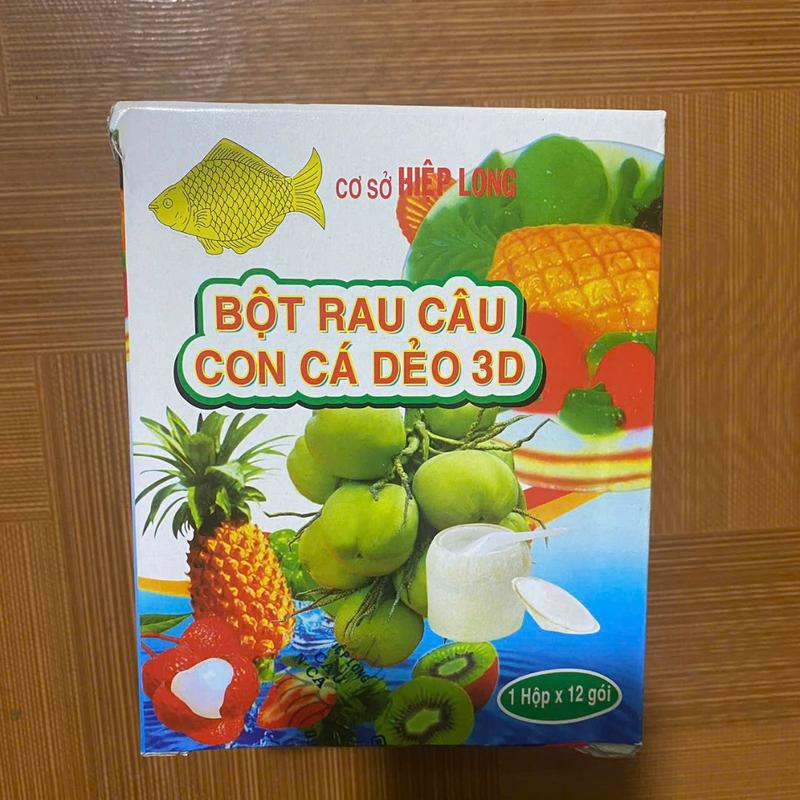 CƠ SỞ HIỆP LONG
BỘT RAU CÂU
CON CÁ DẺO 3D
1 Hộp x 12 gói